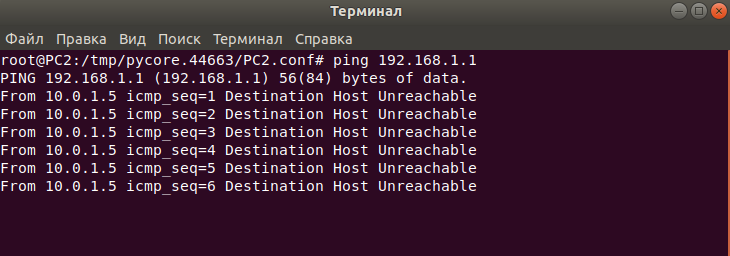 Терминал
Файл Правка Вид Поиск Терминал Справка
root@PC2:/tmp/pycore.44663/PC2.conf# ping 192.168.1.1
PING 192.168.1.1 (192.168.1.1) 56(84) bytes of data.
From 10.0.1.5 icmp_seq=1 Destination Host Unreachable
From 10.0.1.5 icmp_seq=2 Destination Host Unreachable
From 10.0.1.5 icmp_seq=3 Destination Host Unreachable
From 10.0.1.5 icmp_seq=4 Destination Host Unreachable
From 10.0.1.5 icmp_seq=5 Destination Host Unreachable
From 10.0.1.5 icmp_seq=6 Destination Host Unreachable